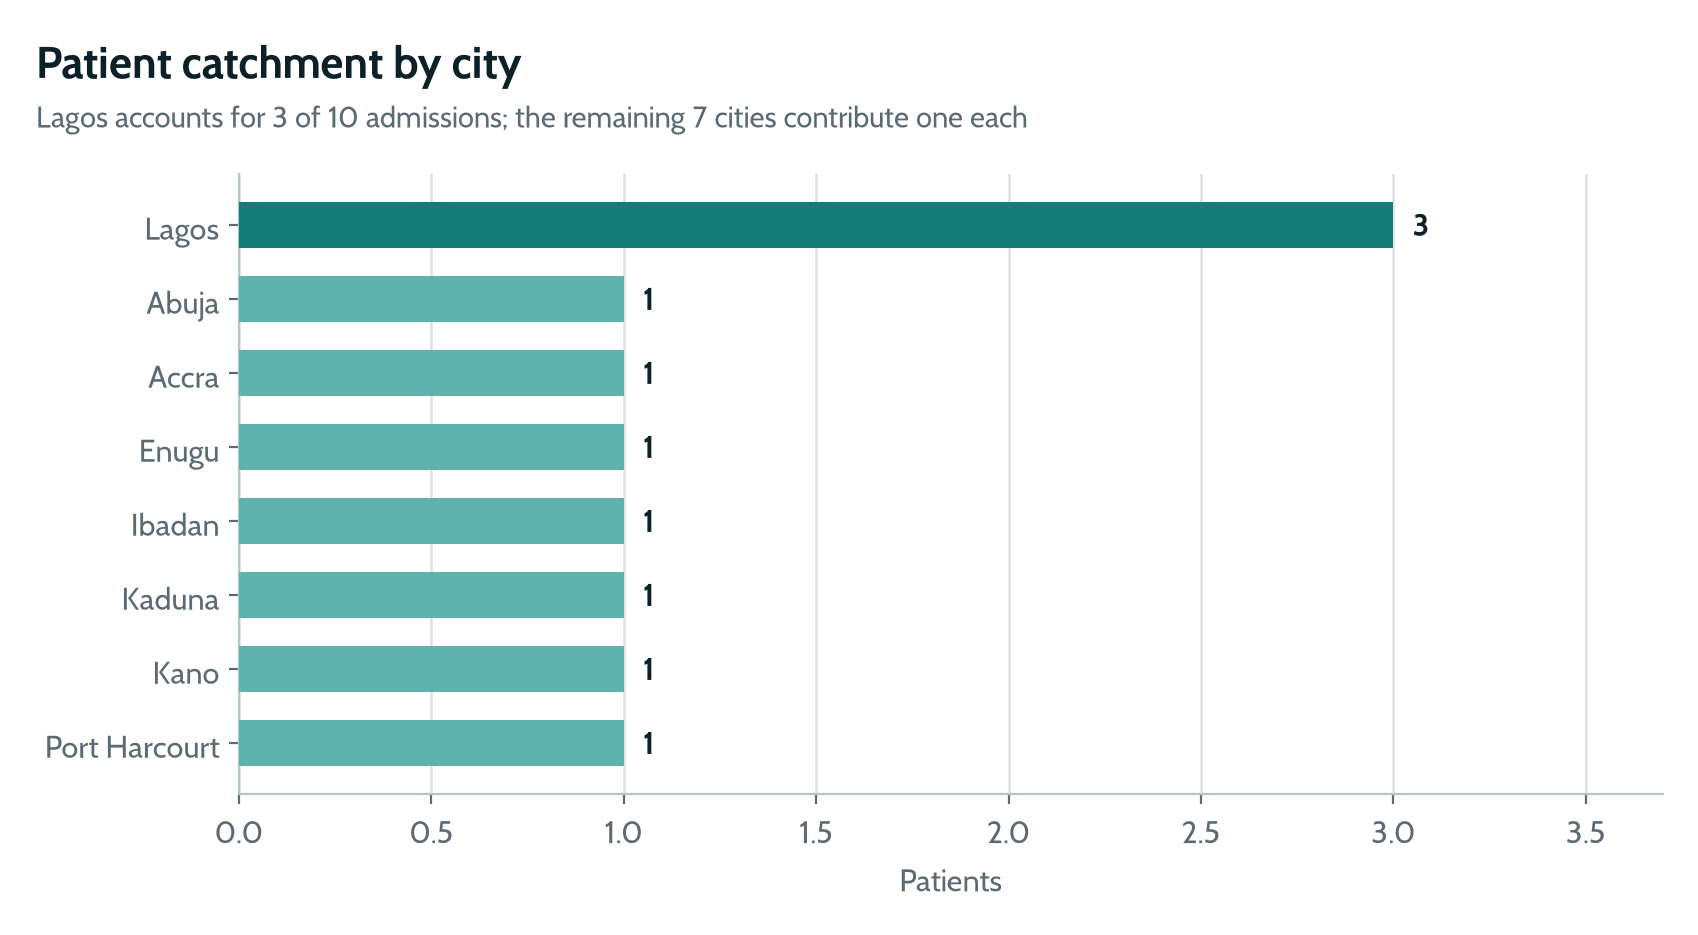 Patient catchment by city
Lagos accounts for 3 of 10 admissions; the remaining 7 cities contribute one each
Lagos 3
Abuja 1
Accra 1
Enugu 1
Ibadan 1
Kaduna 1
Kano 1
Port Harcourt 1
0.0 0.5 1.0 1.5 2.0 2.5 3.0 3.5
Patients